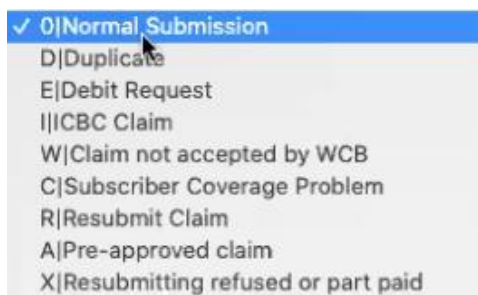 ✓ 0|Normal Submission
D|Duplicate
E|Debit Request
I|ICBC Claim
W|Claim not accepted by WCB
C|Subscriber Coverage Problem
R|Resubmit Claim
A|Pre-approved claim
X|Resubmitting refused or part paid